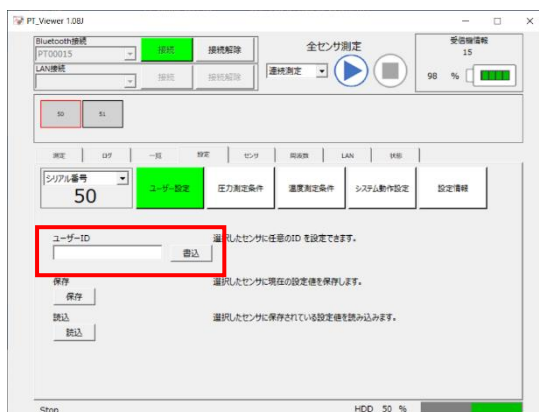 PT_Viewer 1.08J
Bluetooth接続
PT00015
接続
接続解除
全センサ測定
受信機情報
15
LAN接続
接続
接続解除
連続測定
98 %
50
51
測定
ログ
一覧
設定
センサ
周波数
LAN
状態
シリアル番号
50
ユーザー設定
圧力測定条件
温度測定条件
システム動作設定
設定情報
ユーザーID
書込
選択したセンサに任意のID を設定できます。
保存
保存
選択したセンサに現在の設定値を保存します。
読込
読込
選択したセンサに保存されている設定値を読み込みます。
Stop
HDD 50 %